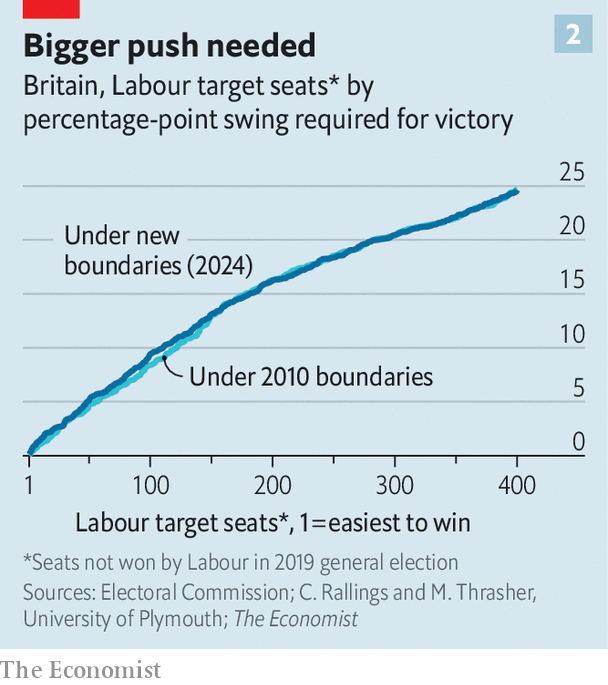 Bigger push needed
2
Britain, Labour target seats* by
percentage-point swing required for victory
25
20
15
10
5
0
Under new
boundaries (2024)
Under 2010 boundaries
1 100 200 300 400
Labour target seats*, 1=easiest to win
*Seats not won by Labour in 2019 general election
Sources: Electoral Commission; C. Rallings and M. Thrasher,
University of Plymouth; The Economist
The Economist